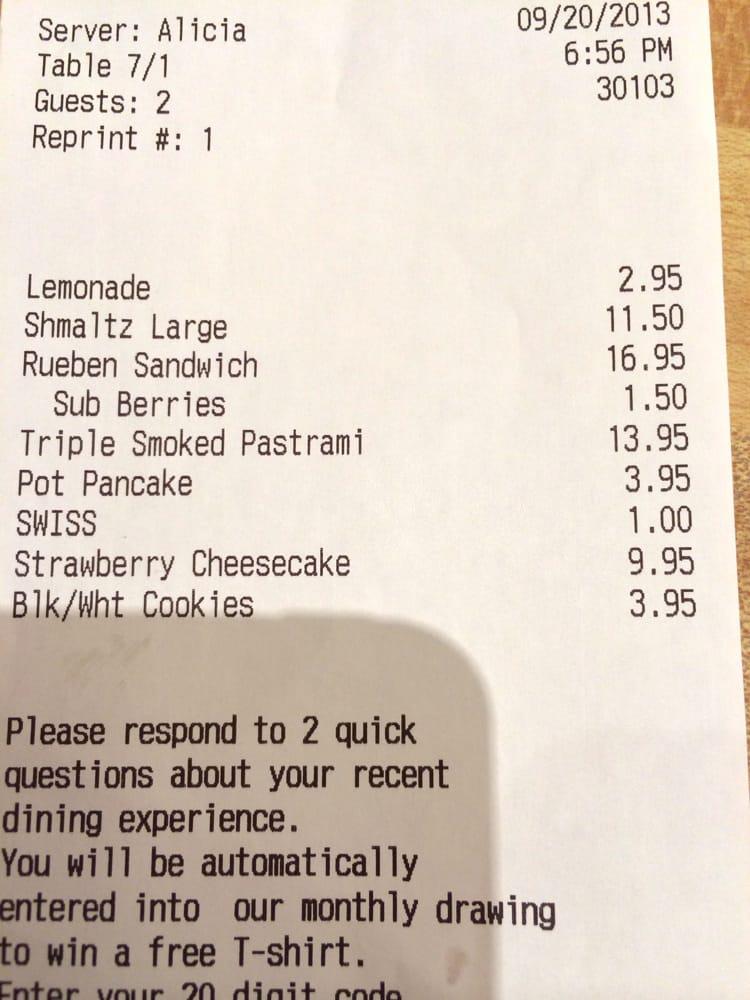 Server: Alicia 09/20/2013
Table 7/1 6:56 PM
Guests: 2 30103
Reprint #: 1
Lemonade 2.95
Shmaltz Large 11.50
Rueben Sandwich 16.95
Sub Berries 1.50
Triple Smoked Pastrami 13.95
Pot Pancake 3.95
SWISS 1.00
Strawberry Cheesecake 9.95
Blk/Wht Cookies 3.95
Please respond to 2 quick
questions about your recent
dining experience.
You will be automatically
entered into our monthly drawing
to win a free T-shirt.
Enter your 20 digit code